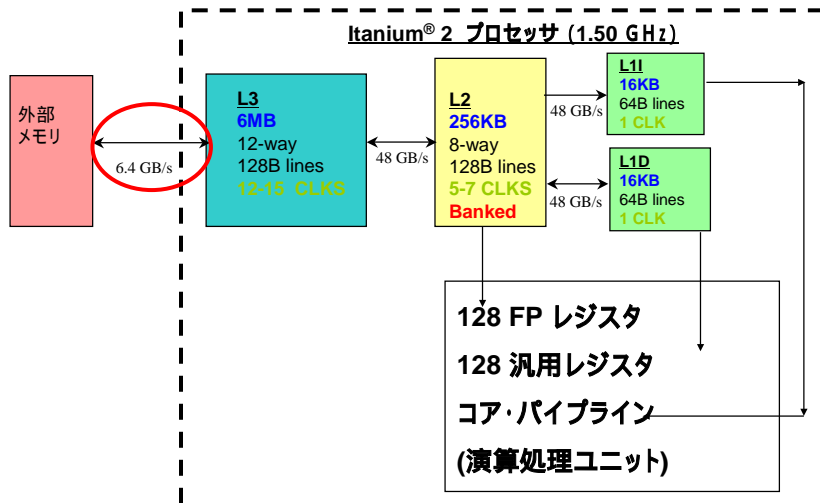 Itanium® 2 プロセッサ (1.50 GHz)
外部
メモリ
6.4 GB/s
L3
6MB
12-way
128B lines
12-15 CLKS
48 GB/s
L2
256KB
8-way
128B lines
5-7 CLKS
Banked
48 GB/s
L1I
16KB
64B lines
1 CLK
48 GB/s
L1D
16KB
64B lines
1 CLK
128 FP レジスタ
128 汎用レジスタ
コア・パイプライン
(演算処理ユニット)